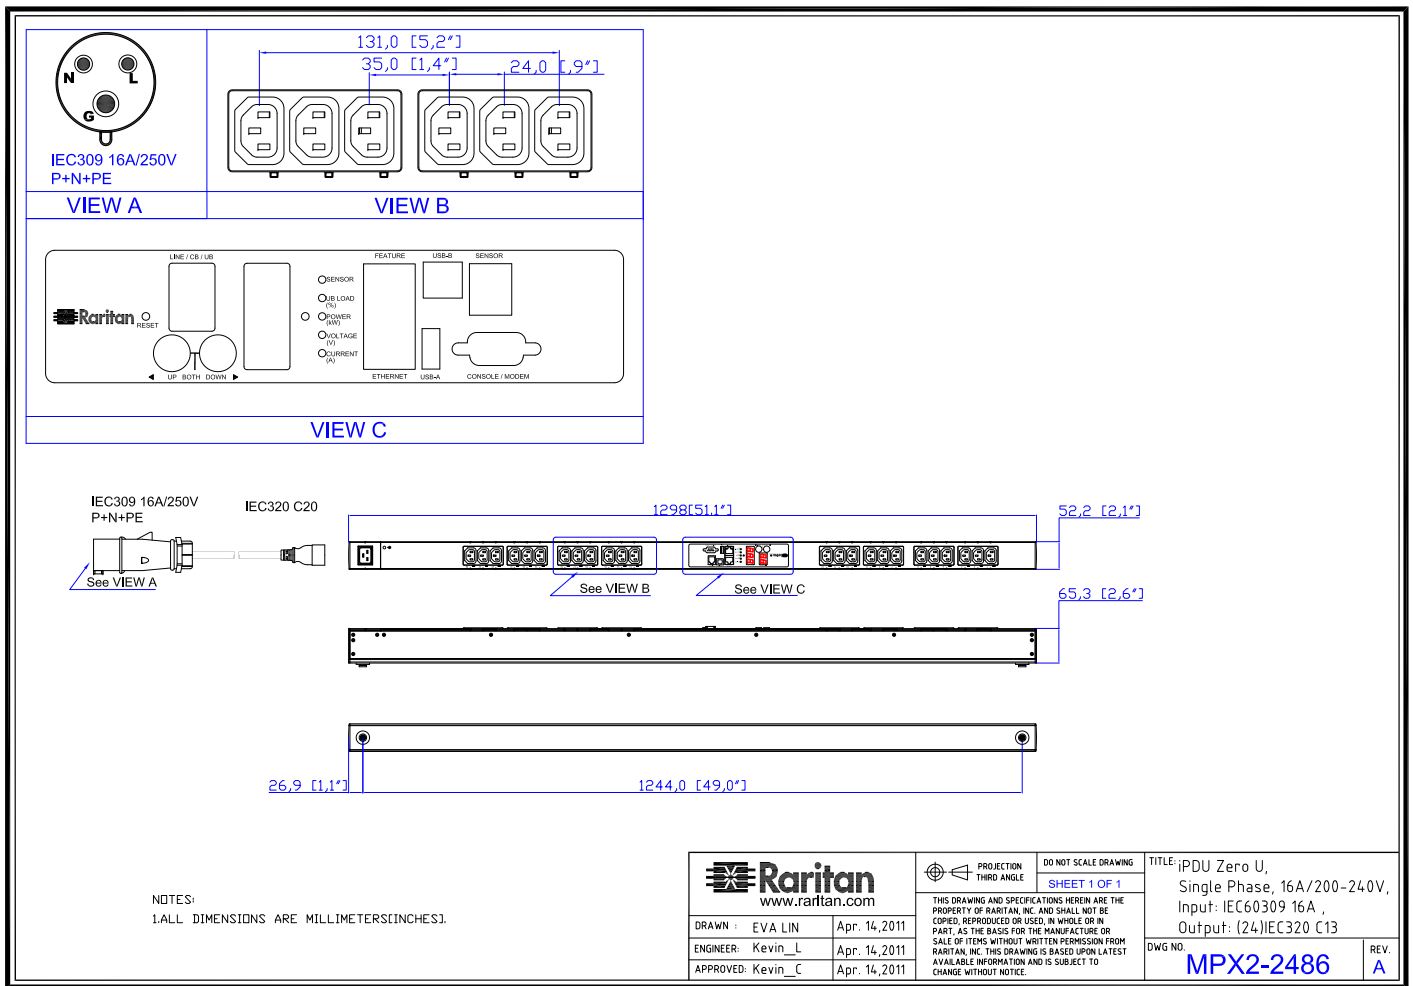 131,0 [5,2"]
35,0 [1,4"]
24,0 [,9"]
N
L
G
IEC309 16A/250V
P+N+PE
VIEW A
VIEW B
LINE / CB / UB
FEATURE
USB-B
SENSOR
SENSOR
UB LOAD
(%)
POWER
(kW)
VOLTAGE
(V)
CURRENT
(A)
Raritan
RESET
UP BOTH DOWN
ETHERNET
USB-A
CONSOLE / MODEM
VIEW C
IEC309 16A/250V
P+N+PE
IEC320 C20
See VIEW A
1298[51.1"]
52,2 [2,1"]
See VIEW B
See VIEW C
65,3 [2,6"]
26,9 [1,1"]
1244,0 [49,0"]
NOTES:
1.ALL DIMENSIONS ARE MILLIMETERS[INCHES].
Raritan
www.raritan.com
DRAWN : EVA LIN Apr. 14,2011
ENGINEER: Kevin_L Apr. 14,2011
APPROVED: Kevin_C Apr. 14,2011
PROJECTION
THIRD ANGLE
DO NOT SCALE DRAWING
SHEET 1 OF 1
THIS DRAWING AND SPECIFICATIONS HEREIN ARE THE
PROPERTY OF RARITAN, INC. AND SHALL NOT BE
COPIED, REPRODUCED OR USED, IN WHOLE OR IN
PART, AS THE BASIS FOR THE MANUFACTURE OR
SALE OF ITEMS WITHOUT WRITTEN PERMISSION FROM
RARITAN, INC. THIS DRAWING IS BASED UPON LATEST
AVAILABLE INFORMATION AND IS SUBJECT TO
CHANGE WITHOUT NOTICE.
TITLE: iPDU Zero U,
Single Phase, 16A/200-240V,
Input: IEC60309 16A ,
Output: (24)IEC320 C13
DWG NO.
MPX2-2486
REV.
A